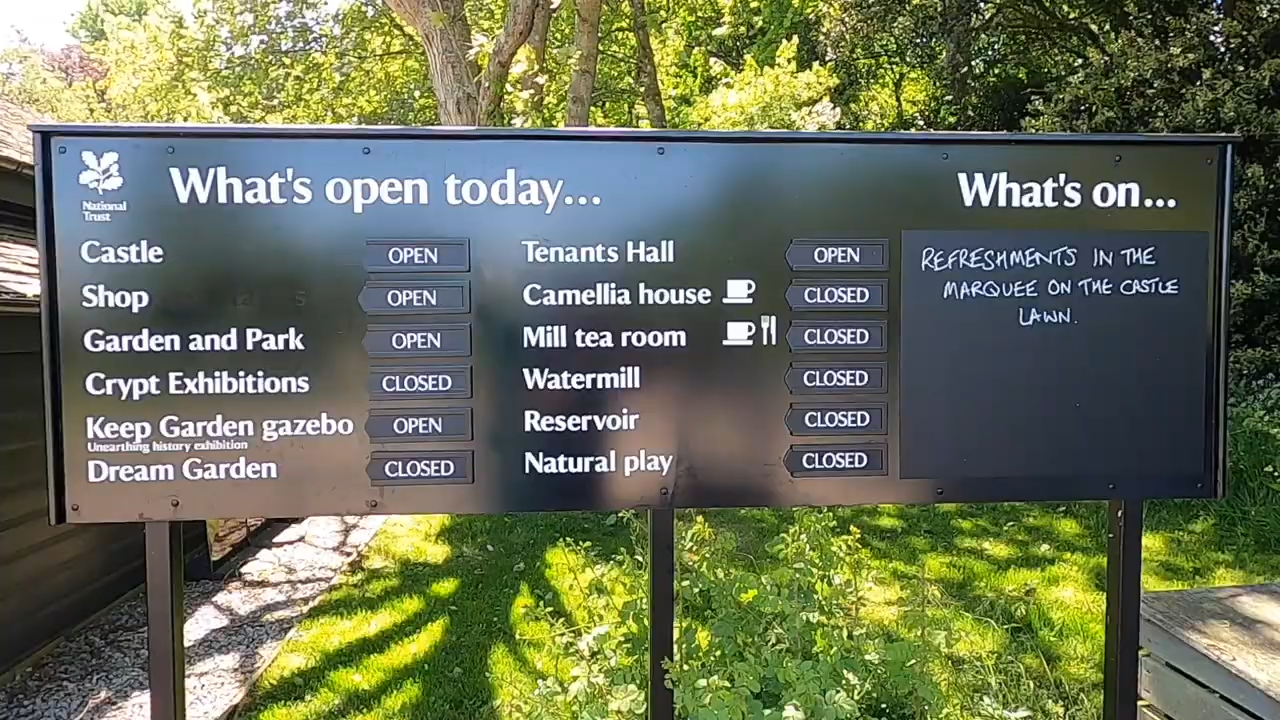 National
Trust
What's open today...
Castle OPEN
Shop OPEN
Garden and Park OPEN
Crypt Exhibitions CLOSED
Keep Garden gazebo OPEN
Unearthing history exhibition
Dream Garden CLOSED
Tenants Hall OPEN
Camellia house CLOSED
Mill tea room CLOSED
Watermill CLOSED
Reservoir CLOSED
Natural play CLOSED
What's on...
REFRESHMENTS IN THE
MARQUEE ON THE CASTLE
LAWN.